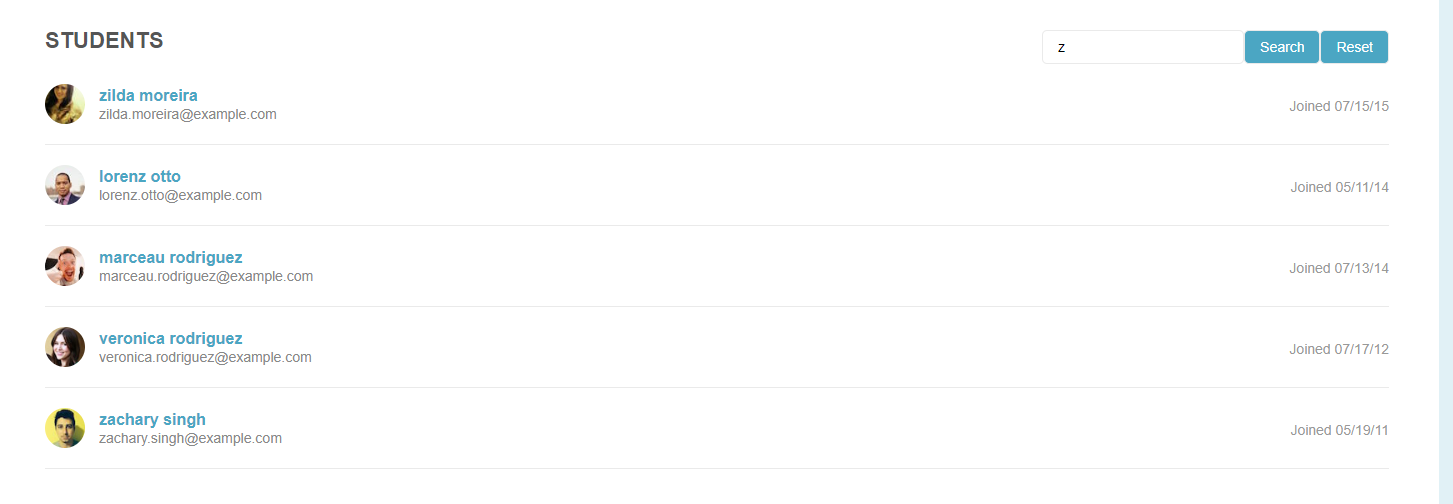 STUDENTS
z
Search
Reset
zilda moreira
zilda.moreira@example.com
Joined 07/15/15
lorenz otto
lorenz.otto@example.com
Joined 05/11/14
marceau rodriguez
marceau.rodriguez@example.com
Joined 07/13/14
veronica rodriguez
veronica.rodriguez@example.com
Joined 07/17/12
zachary singh
zachary.singh@example.com
Joined 05/19/11